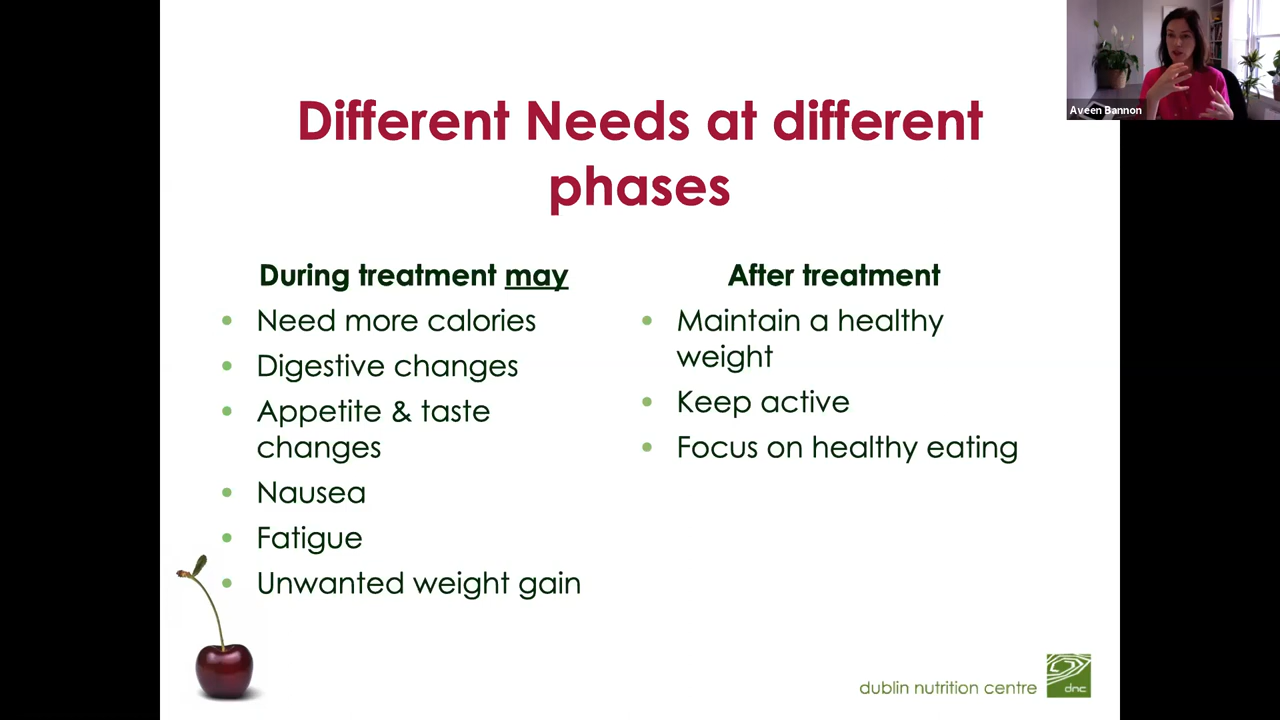 Different Needs at different
phases
During treatment may
• Need more calories
• Digestive changes
• Appetite & taste
changes
• Nausea
• Fatigue
• Unwanted weight gain
After treatment
• Maintain a healthy
weight
• Keep active
• Focus on healthy eating
dublin nutrition centre
dnc
Aveen Bannon